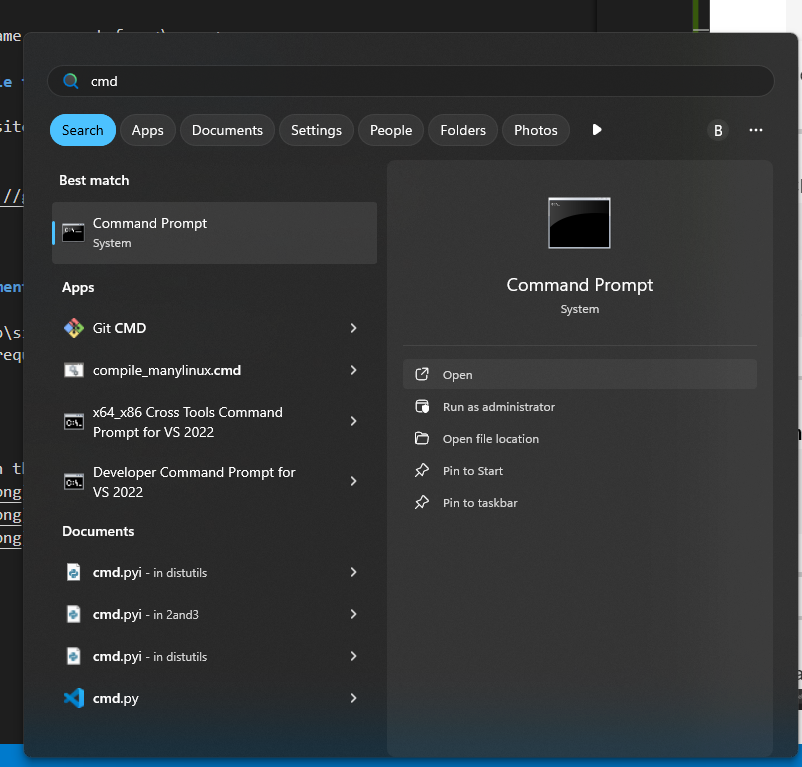 cmd
Search
Apps
Documents
Settings
People
Folders
Photos
B
Best match
Command Prompt
System
Apps
Git CMD
compile_manylinux.cmd
x64_x86 Cross Tools Command
Prompt for VS 2022
Developer Command Prompt for
VS 2022
Documents
cmd.pyi - in distutils
cmd.pyi - in 2and3
cmd.pyi - in distutils
cmd.py
Command Prompt
System
Open
Run as administrator
Open file location
Pin to Start
Pin to taskbar